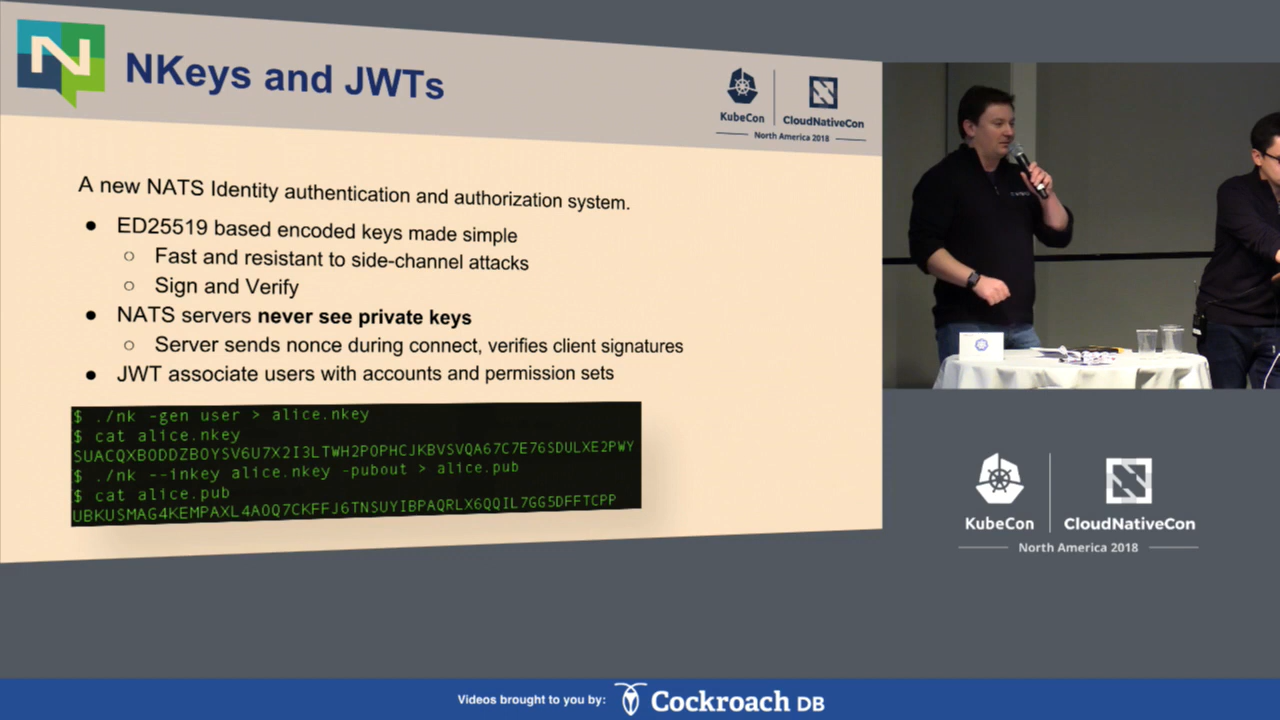 N
NKeys and JWTs
KubeCon
CloudNativeCon
North America 2018
A new NATS Identity authentication and authorization system.
● ED25519 based encoded keys made simple
○ Fast and resistant to side-channel attacks
○ Sign and Verify
● NATS servers never see private keys
○ Server sends nonce during connect, verifies client signatures
● JWT associate users with accounts and permission sets
$ ./nk -gen user > alice.nkey
$ cat alice.nkey
SUACQXBODDZBOYSV6U7X2I3LTWH2POPHCJKBVSVQA67C7E76SDULXE2PWY
$ ./nk --inkey alice.nkey -pubout > alice.pub
$ cat alice.pub
UBKUSMAG4KEMPAXL4AOQ7CKFFJ6TNSUYIBPAQRLX6QQIL7GG5DFFTCPP
KubeCon
CloudNativeCon
North America 2018
Videos brought to you by: Cockroach DB